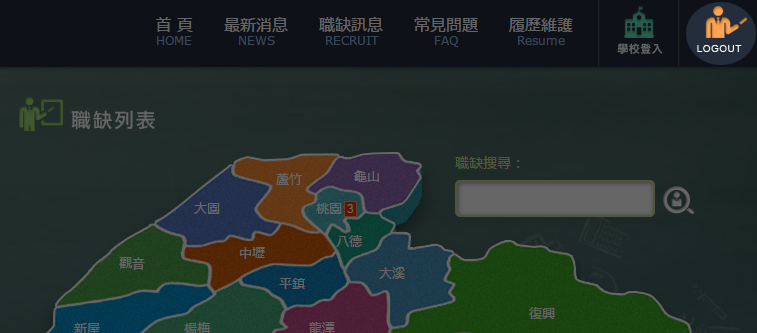 首 頁
HOME
最新消息
NEWS
職缺訊息
RECRUIT
常見問題
FAQ
履歷維護
Resume
學校登入
LOGOUT
職缺列表
職缺搜尋：
蘆竹
龜山
大園
桃園 3
八德
中壢
觀音
平鎮
大溪
復興
新屋
楊梅
龍潭